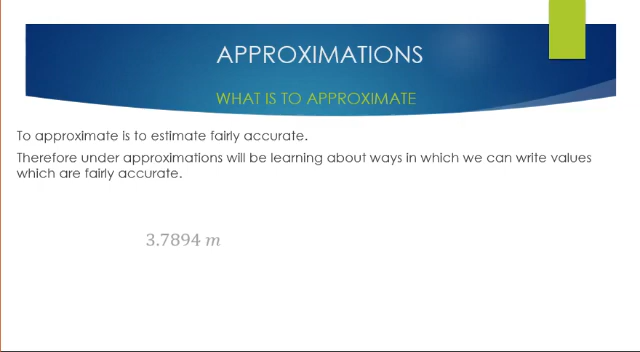 APPROXIMATIONS
WHAT IS TO APPROXIMATE
To approximate is to estimate fairly accurate.
Therefore under approximations will be learning about ways in which we can write values
which are fairly accurate.
3.7894 m